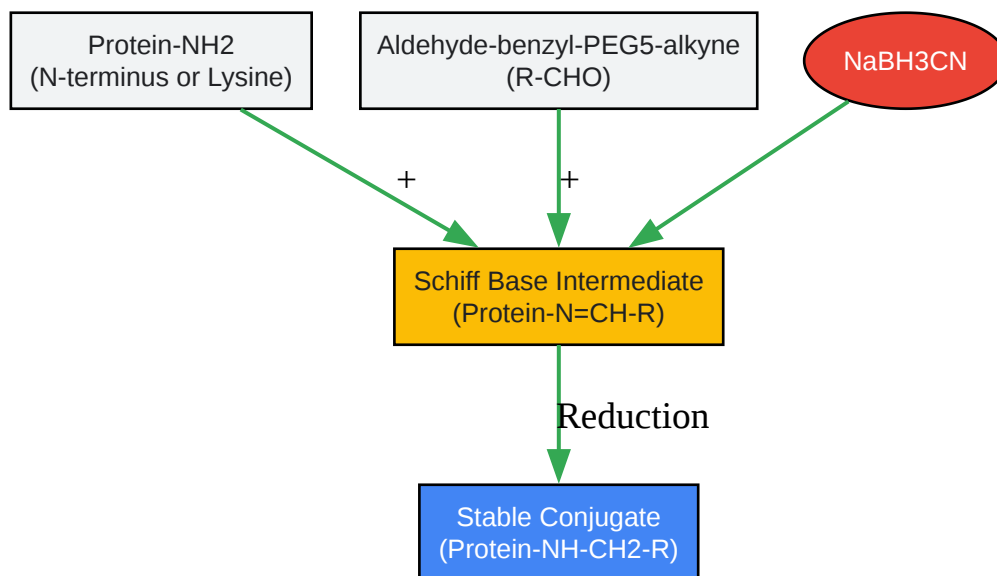 Protein-NH2
(N-terminus or Lysine)
Aldehyde-benzyl-PEG5-alkyne
(R-CHO)
NaBH3CN
+
+
Schiff Base Intermediate
(Protein-N=CH-R)
Reduction
Stable Conjugate
(Protein-NH-CH2-R)